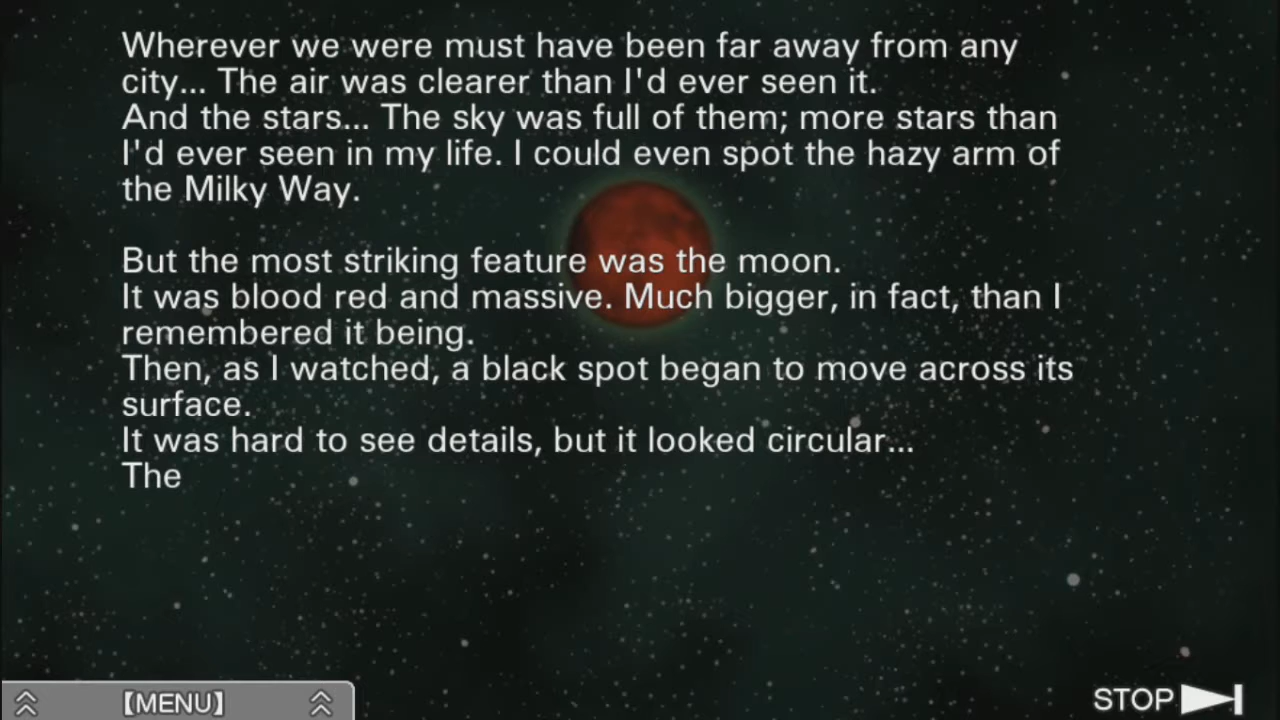 Wherever we were must have been far away from any
city... The air was clearer than I'd ever seen it.
And the stars... The sky was full of them; more stars than
I'd ever seen in my life. I could even spot the hazy arm of
the Milky Way.
But the most striking feature was the moon.
It was blood red and massive. Much bigger, in fact, than I
remembered it being.
Then, as I watched, a black spot began to move across its
surface.
It was hard to see details, but it looked circular...
The
【MENU】
STOP